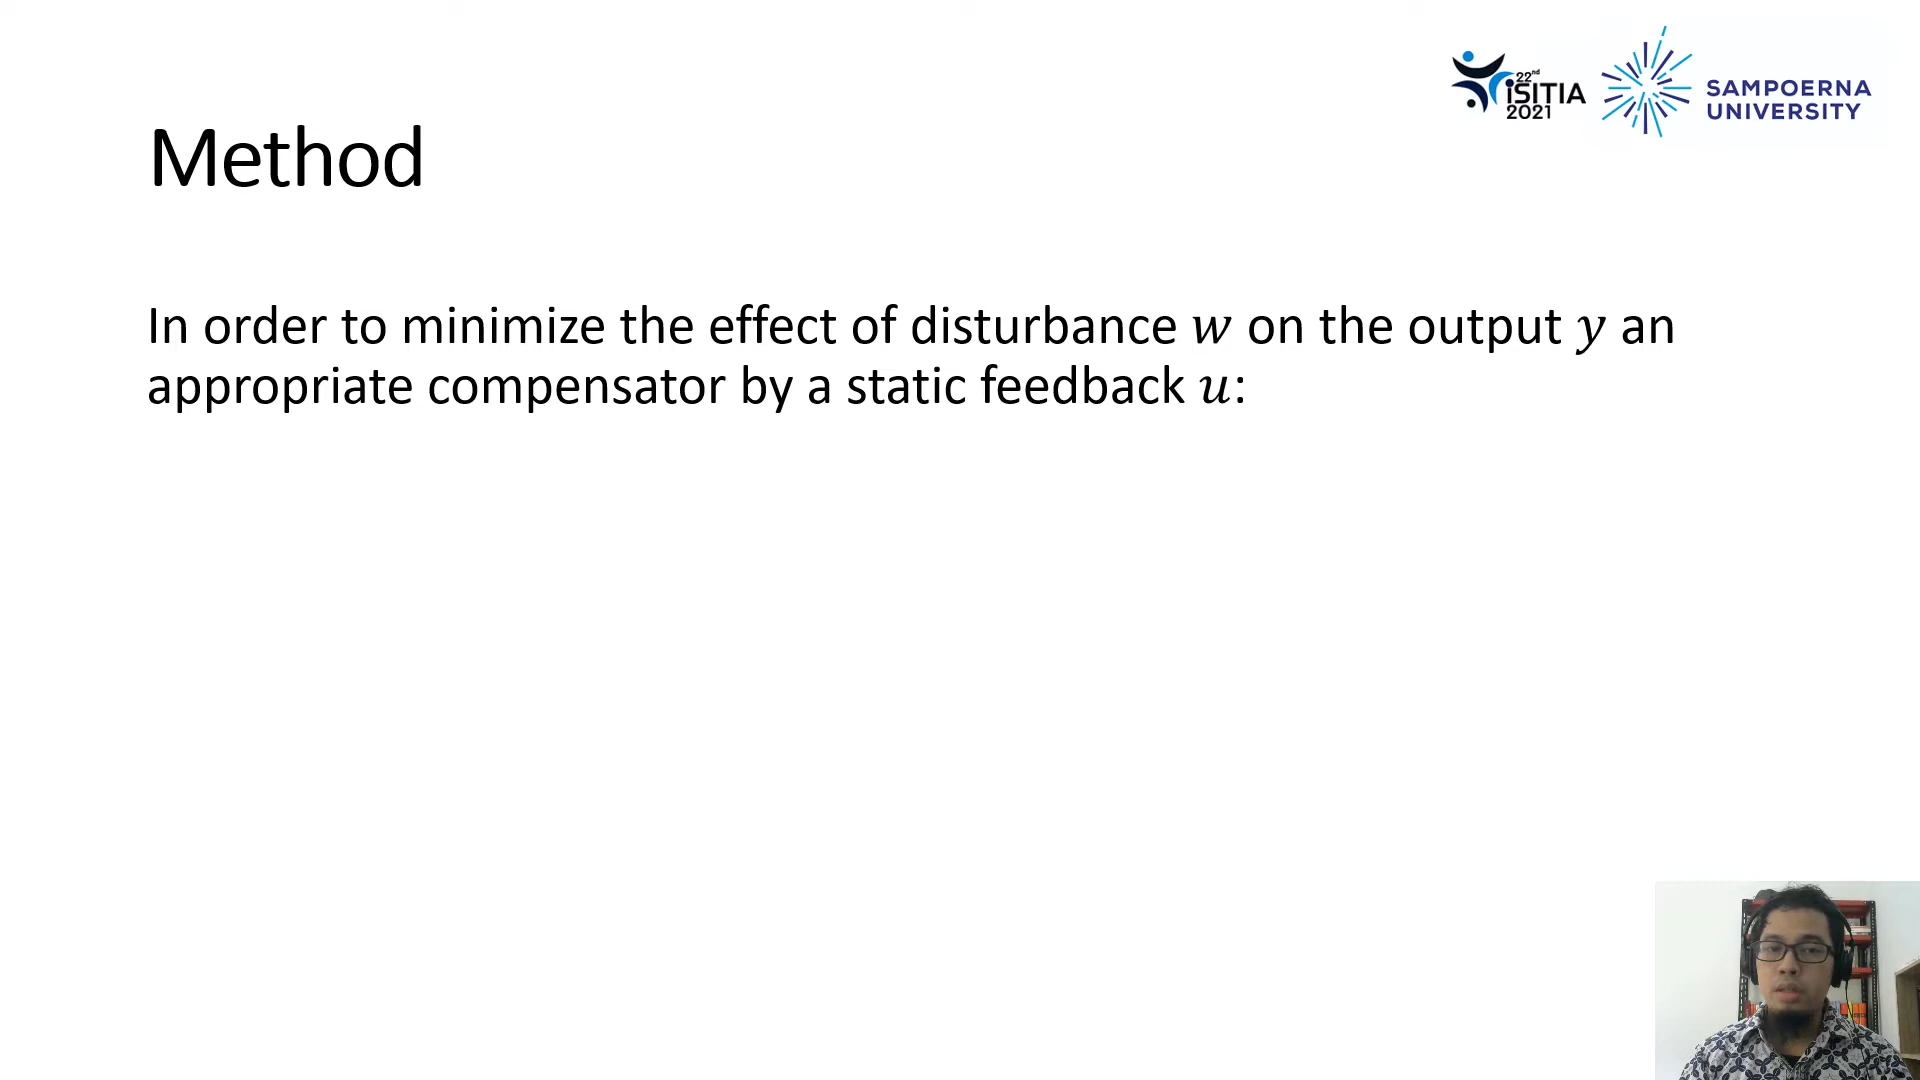 22nd
iSITIA
2021
SAMPOERNA
UNIVERSITY
Method
In order to minimize the effect of disturbance w on the output y an
appropriate compensator by a static feedback u: